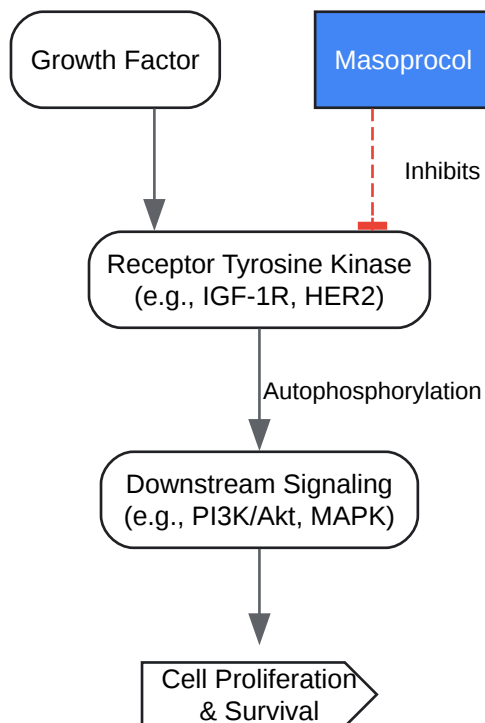 Growth Factor
Masoprocol
Inhibits
Receptor Tyrosine Kinase
(e.g., IGF-1R, HER2)
Autophosphorylation
Downstream Signaling
(e.g., PI3K/Akt, MAPK)
Cell Proliferation
& Survival